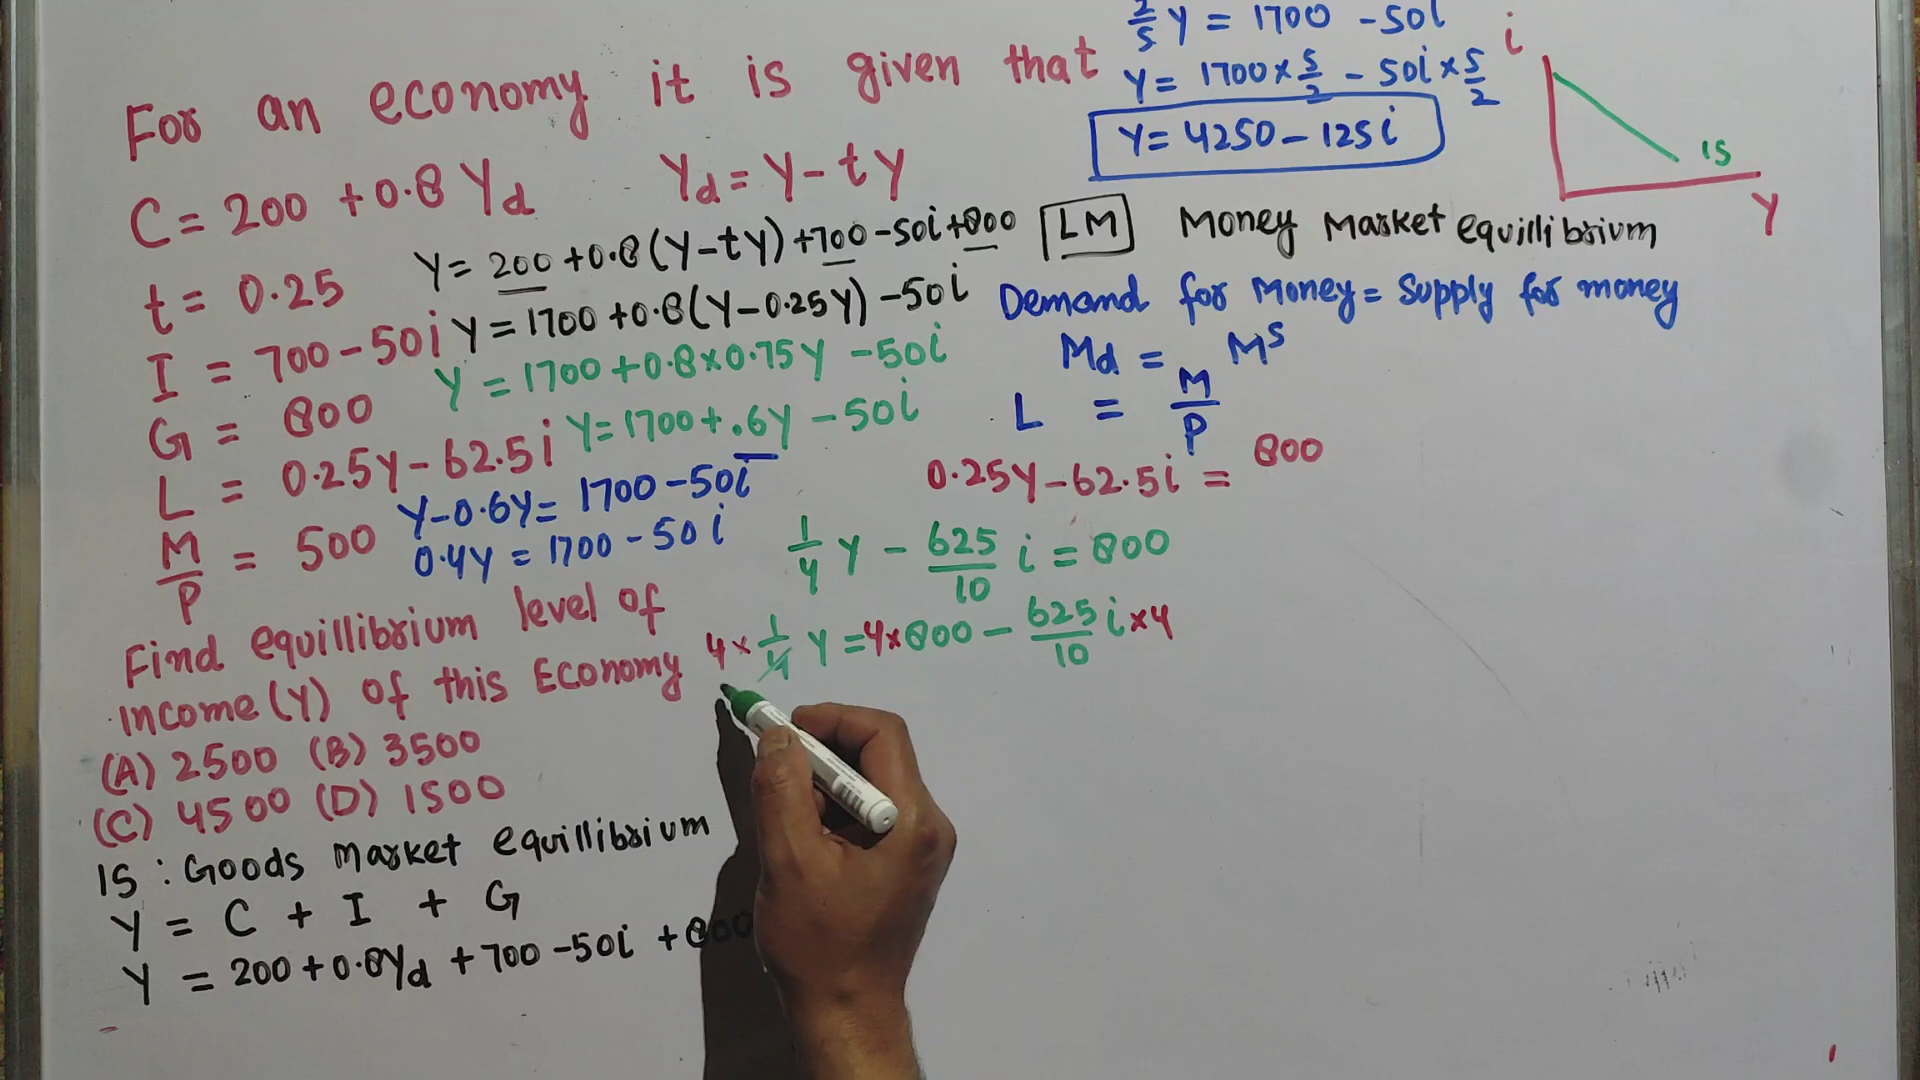 For an economy it is given that
C = 200 + 0.8 Yd    Yd = Y - tY
t = 0.25
I = 700 - 50i
G = 800
L = 0.25Y - 62.5i
M/P = 500
Find equillibrium level of
income (Y) of this Economy
(A) 2500 (B) 3500
(C) 4500 (D) 1500
IS : Goods Market equillibrium
Y = C + I + G
Y = 200 + 0.8Yd + 700 - 50i + 800
Y = 200 + 0.8(Y - tY) + 700 - 50i + 800
Y = 1700 + 0.8(Y - 0.25Y) - 50i
Y = 1700 + 0.8 × 0.75Y - 50i
Y = 1700 + .6Y - 50i
Y - 0.6Y = 1700 - 50i
0.4Y = 1700 - 50i
2/5 Y = 1700 - 50i
Y = 1700 × 5/2 - 50i × 5/2
Y = 4250 - 125i
i
IS
Y
LM Money Market equillibrium
Demand for Money = Supply for money
Md = Ms
L = M/P
0.25Y - 62.5i = 800
1/4 Y - 625/10 i = 800
4 × 1/4 Y = 4 × 800 - 625/10 i × 4